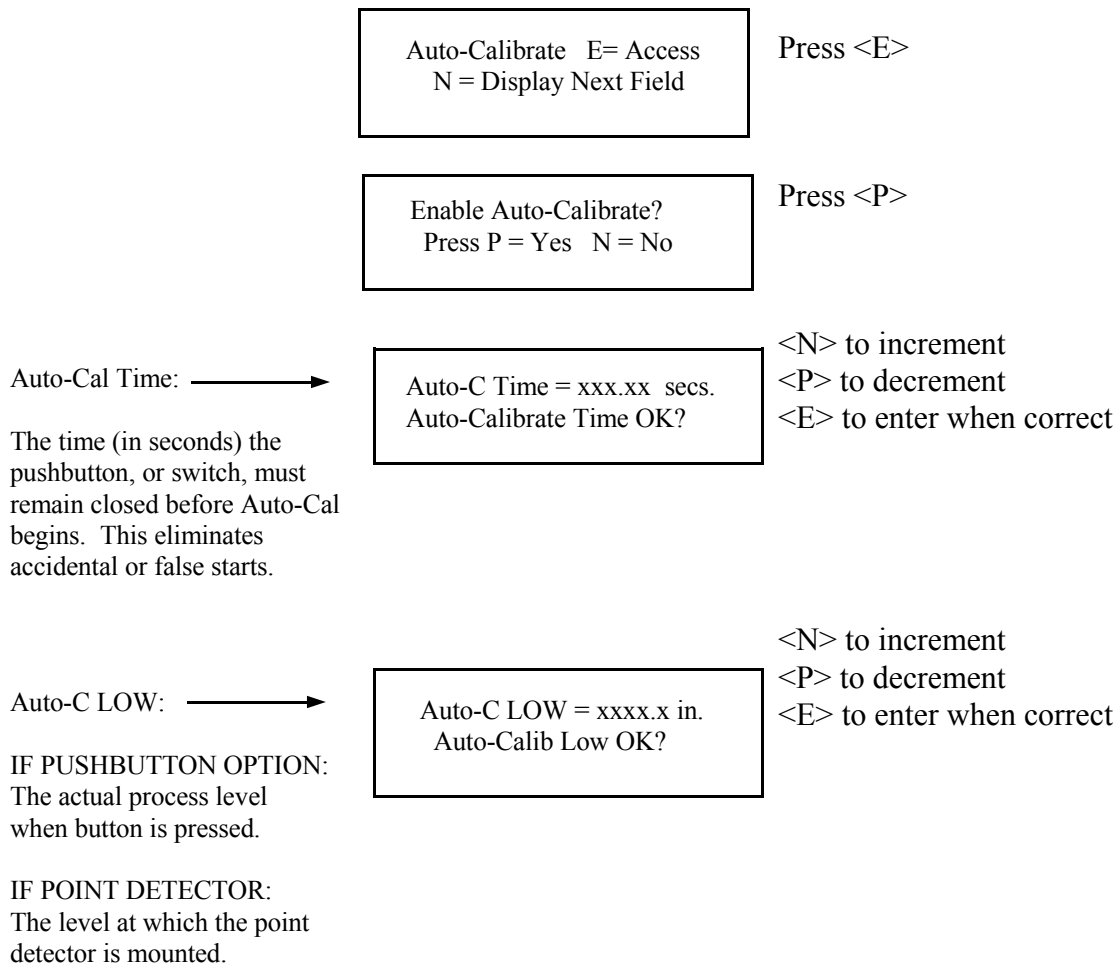 Auto-Calibrate   E= Access
N = Display Next Field
Press <E>
Enable Auto-Calibrate?
Press P = Yes   N = No
Press <P>
Auto-Cal Time:
The time (in seconds) the
pushbutton, or switch, must
remain closed before Auto-Cal
begins.  This eliminates
accidental or false starts.
Auto-C Time = xxx.xx  secs.
Auto-Calibrate Time OK?
<N> to increment
<P> to decrement
<E> to enter when correct
Auto-C LOW:
IF PUSHBUTTON OPTION:
The actual process level
when button is pressed.
IF POINT DETECTOR:
The level at which the point
detector is mounted.
Auto-C LOW = xxxx.x in.
Auto-Calib Low OK?
<N> to increment
<P> to decrement
<E> to enter when correct